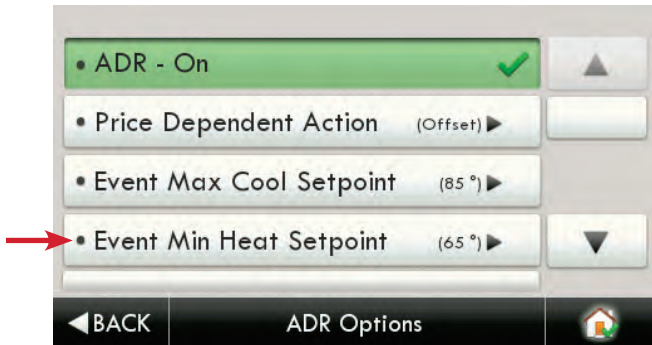 • ADR - On
• Price Dependent Action (Offset)
• Event Max Cool Setpoint (85°)
• Event Min Heat Setpoint (65°)
BACK ADR Options